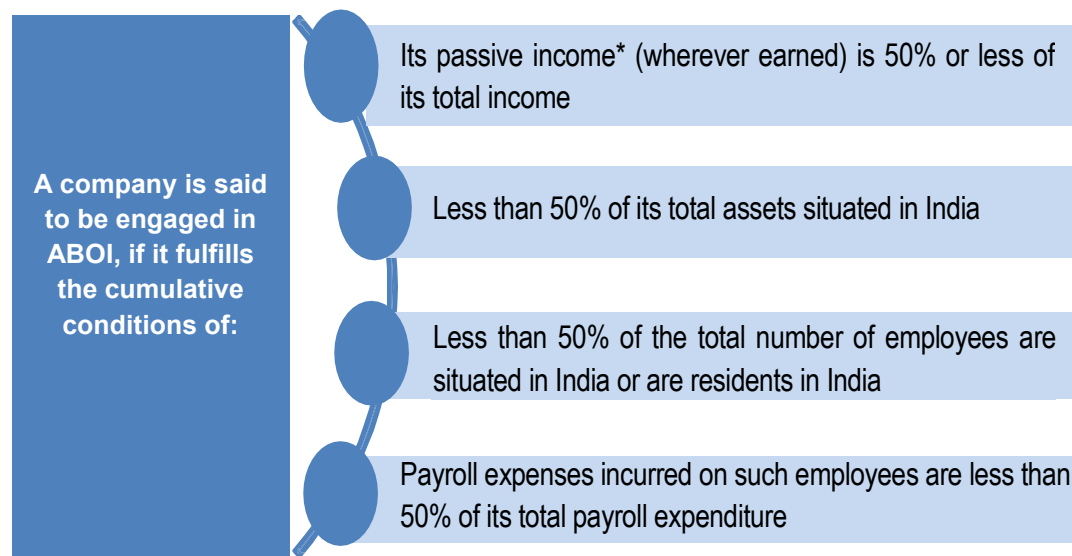 A company is said
to be engaged in
ABOI, if it fulfills
the cumulative
conditions of:
Its passive income* (wherever earned) is 50% or less of
its total income
Less than 50% of its total assets situated in India
Less than 50% of the total number of employees are
situated in India or are residents in India
Payroll expenses incurred on such employees are less than
50% of its total payroll expenditure